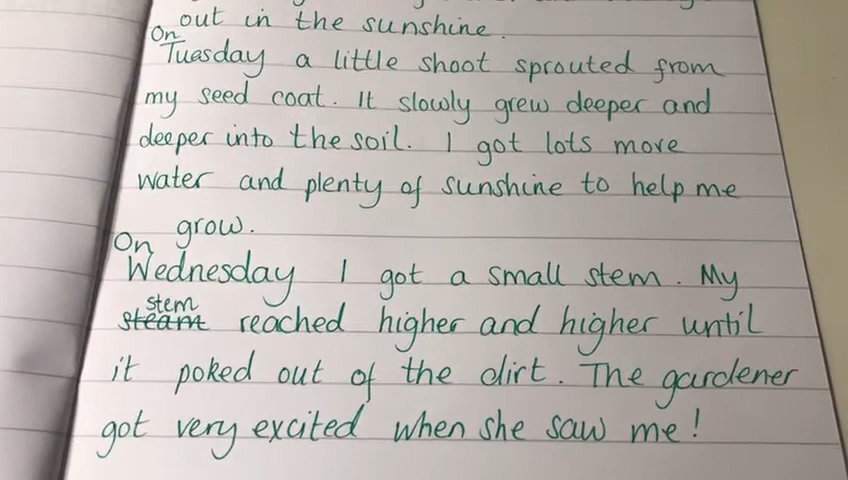 out in the sunshine.
On
Tuesday a little shoot sprouted from
my seed coat. It slowly grew deeper and
deeper into the soil. I got lots more
water and plenty of sunshine to help me
grow.
On
Wednesday I got a small stem. My
stem
steam reached higher and higher until
it poked out of the dirt. The gardener
got very excited when she saw me!